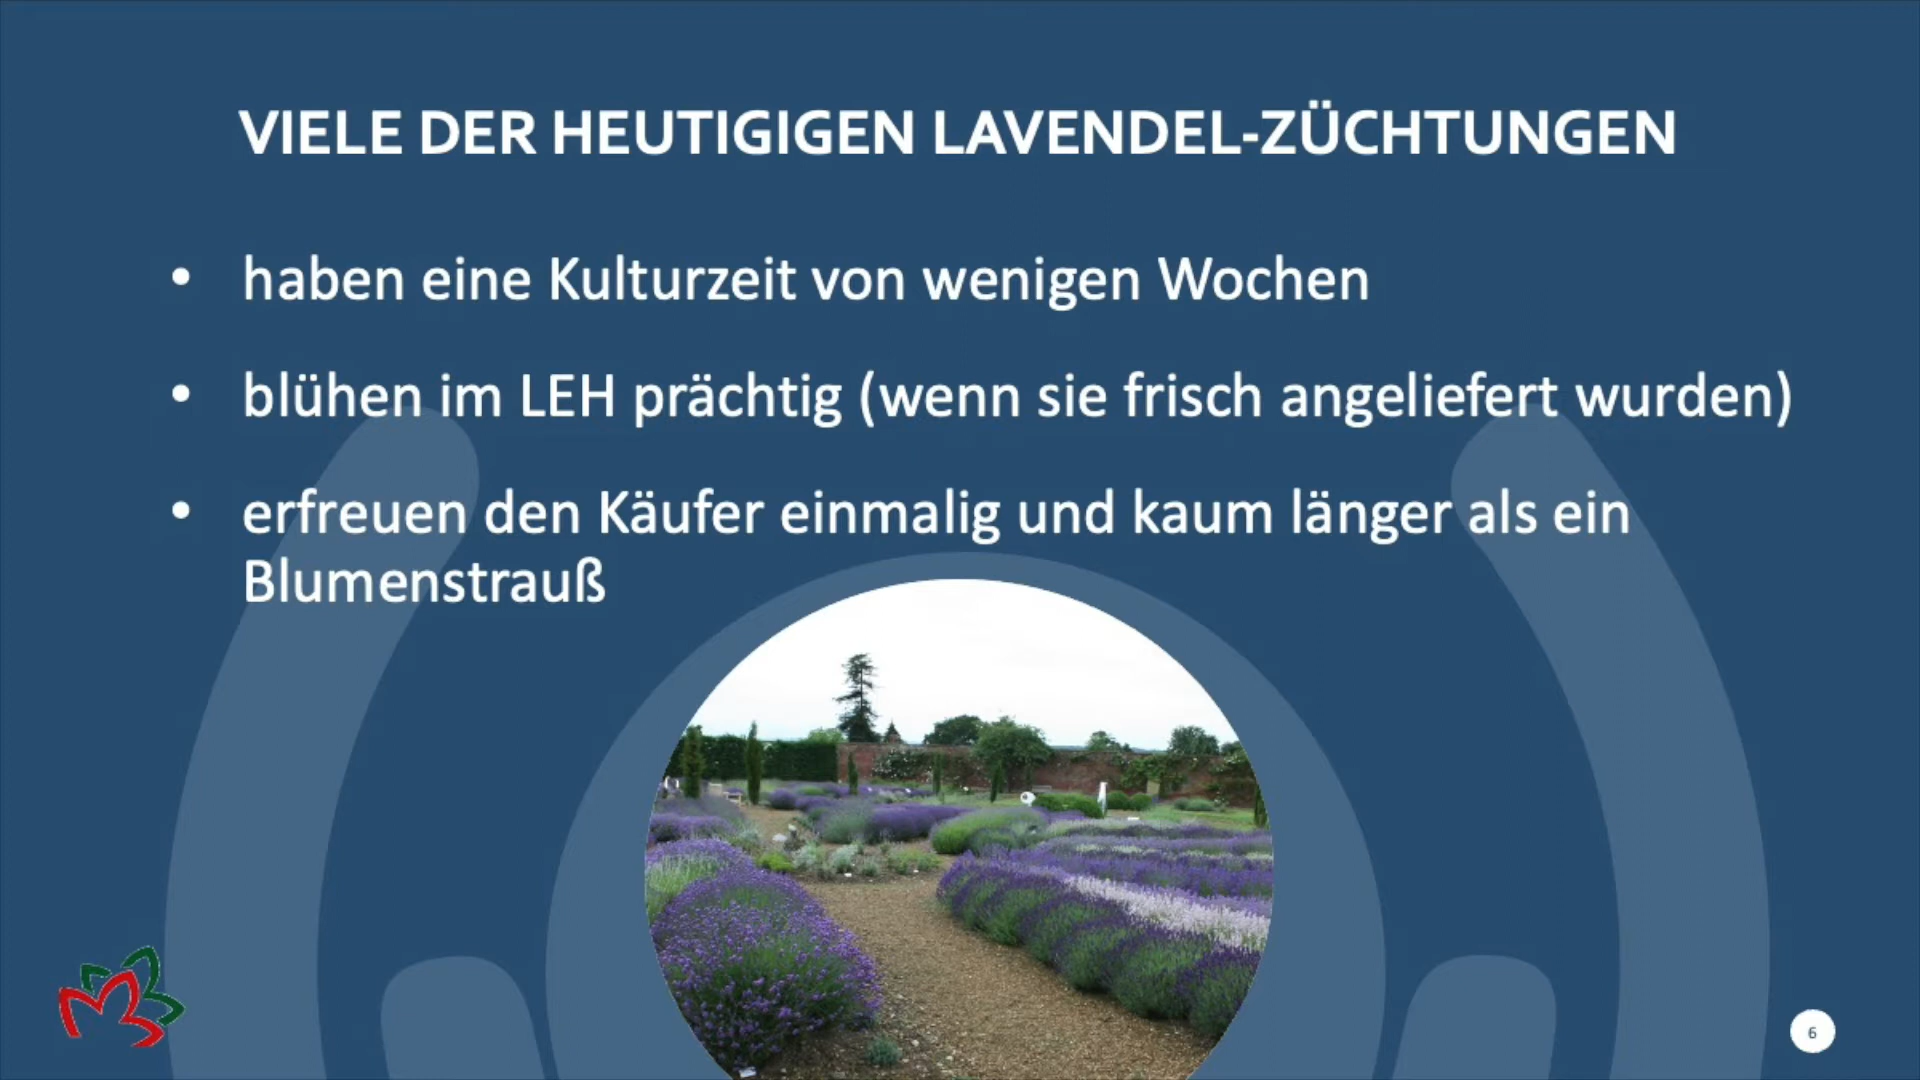 VIELE DER HEUTIGIGEN LAVENDEL-ZÜCHTUNGEN
• haben eine Kulturzeit von wenigen Wochen
• blühen im LEH prächtig (wenn sie frisch angeliefert wurden)
• erfreuen den Käufer einmalig und kaum länger als ein
Blumenstrauß
6